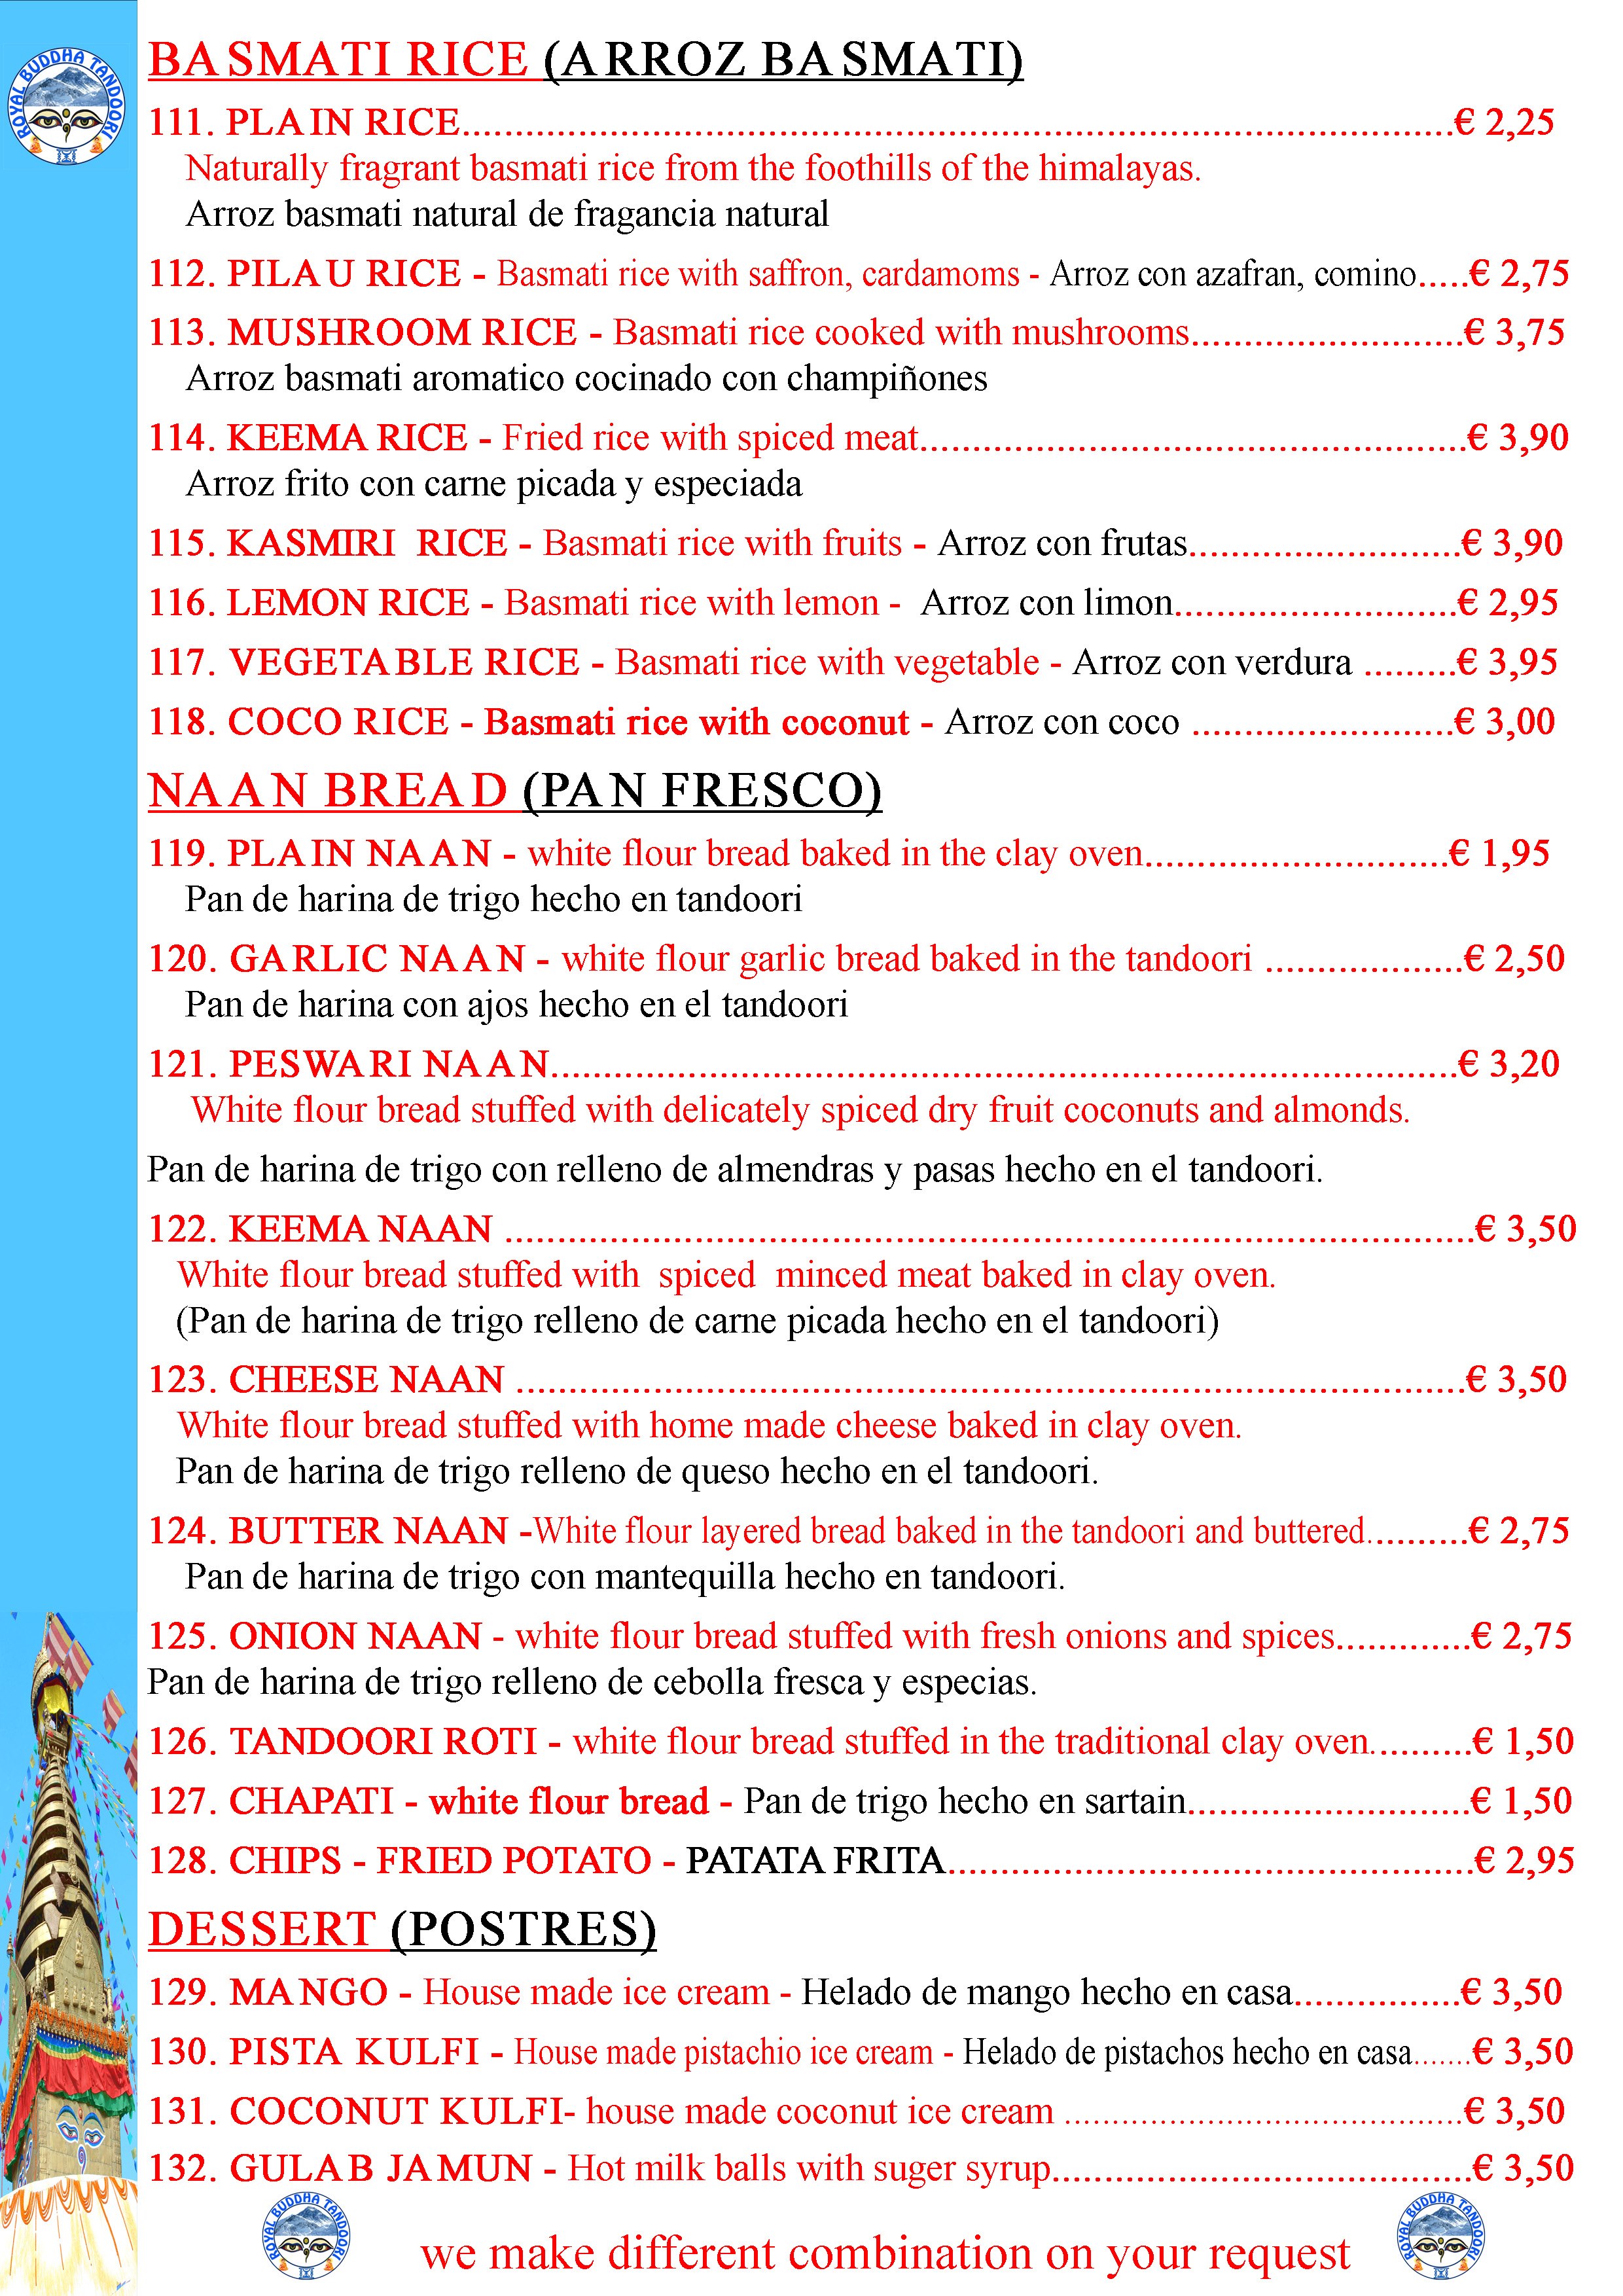 ROYAL BUDDHA TANDOORI
BASMATI RICE (ARROZ BASMATI)
111. PLAIN RICE..............................................................................................€ 2,25
Naturally fragrant basmati rice from the foothills of the himalayas.
Arroz basmati natural de fragancia natural
112. PILAU RICE - Basmati rice with saffron, cardamoms - Arroz con azafran, comino.....€ 2,75
113. MUSHROOM RICE - Basmati rice cooked with mushrooms..........................€ 3,75
Arroz basmati aromatico cocinado con champiñones
114. KEEMA RICE - Fried rice with spiced meat....................................................€ 3,90
Arroz frito con carne picada y especiada
115. KASMIRI  RICE - Basmati rice with fruits - Arroz con frutas..........................€ 3,90
116. LEMON RICE - Basmati rice with lemon -  Arroz con limon...........................€ 2,95
117. VEGETABLE RICE - Basmati rice with vegetable - Arroz con verdura .........€ 3,95
118. COCO RICE - Basmati rice with coconut - Arroz con coco .........................€ 3,00
NAAN BREAD (PAN FRESCO)
119. PLAIN NAAN - white flour bread baked in the clay oven.............................€ 1,95
Pan de harina de trigo hecho en tandoori
120. GARLIC NAAN - white flour garlic bread baked in the tandoori ...................€ 2,50
Pan de harina con ajos hecho en el tandoori
121. PESWARI NAAN......................................................................................€ 3,20
White flour bread stuffed with delicately spiced dry fruit coconuts and almonds.
Pan de harina de trigo con relleno de almendras y pasas hecho en el tandoori.
122. KEEMA NAAN ............................................................................................€ 3,50
White flour bread stuffed with  spiced  minced meat baked in clay oven.
(Pan de harina de trigo relleno de carne picada hecho en el tandoori)
123. CHEESE NAAN ..........................................................................................€ 3,50
White flour bread stuffed with home made cheese baked in clay oven.
Pan de harina de trigo relleno de queso hecho en el tandoori.
124. BUTTER NAAN -White flour layered bread baked in the tandoori and buttered..........€ 2,75
Pan de harina de trigo con mantequilla hecho en tandoori.
125. ONION NAAN - white flour bread stuffed with fresh onions and spices.............€ 2,75
Pan de harina de trigo relleno de cebolla fresca y especias.
126. TANDOORI ROTI - white flour bread stuffed in the traditional clay oven..........€ 1,50
127. CHAPATI - white flour bread - Pan de trigo hecho en sartain...........................€ 1,50
128. CHIPS - FRIED POTATO - PATATA FRITA..................................................€ 2,95
DESSERT (POSTRES)
129. MANGO - House made ice cream - Helado de mango hecho en casa................€ 3,50
130. PISTA KULFI - House made pistachio ice cream - Helado de pistachos hecho en casa.......€ 3,50
131. COCONUT KULFI- house made coconut ice cream ......................................€ 3,50
132. GULAB JAMUN - Hot milk balls with suger syrup........................................€ 3,50
ROYAL BUDDHA TANDOORI
we make different combination on your request
ROYAL BUDDHA TANDOORI